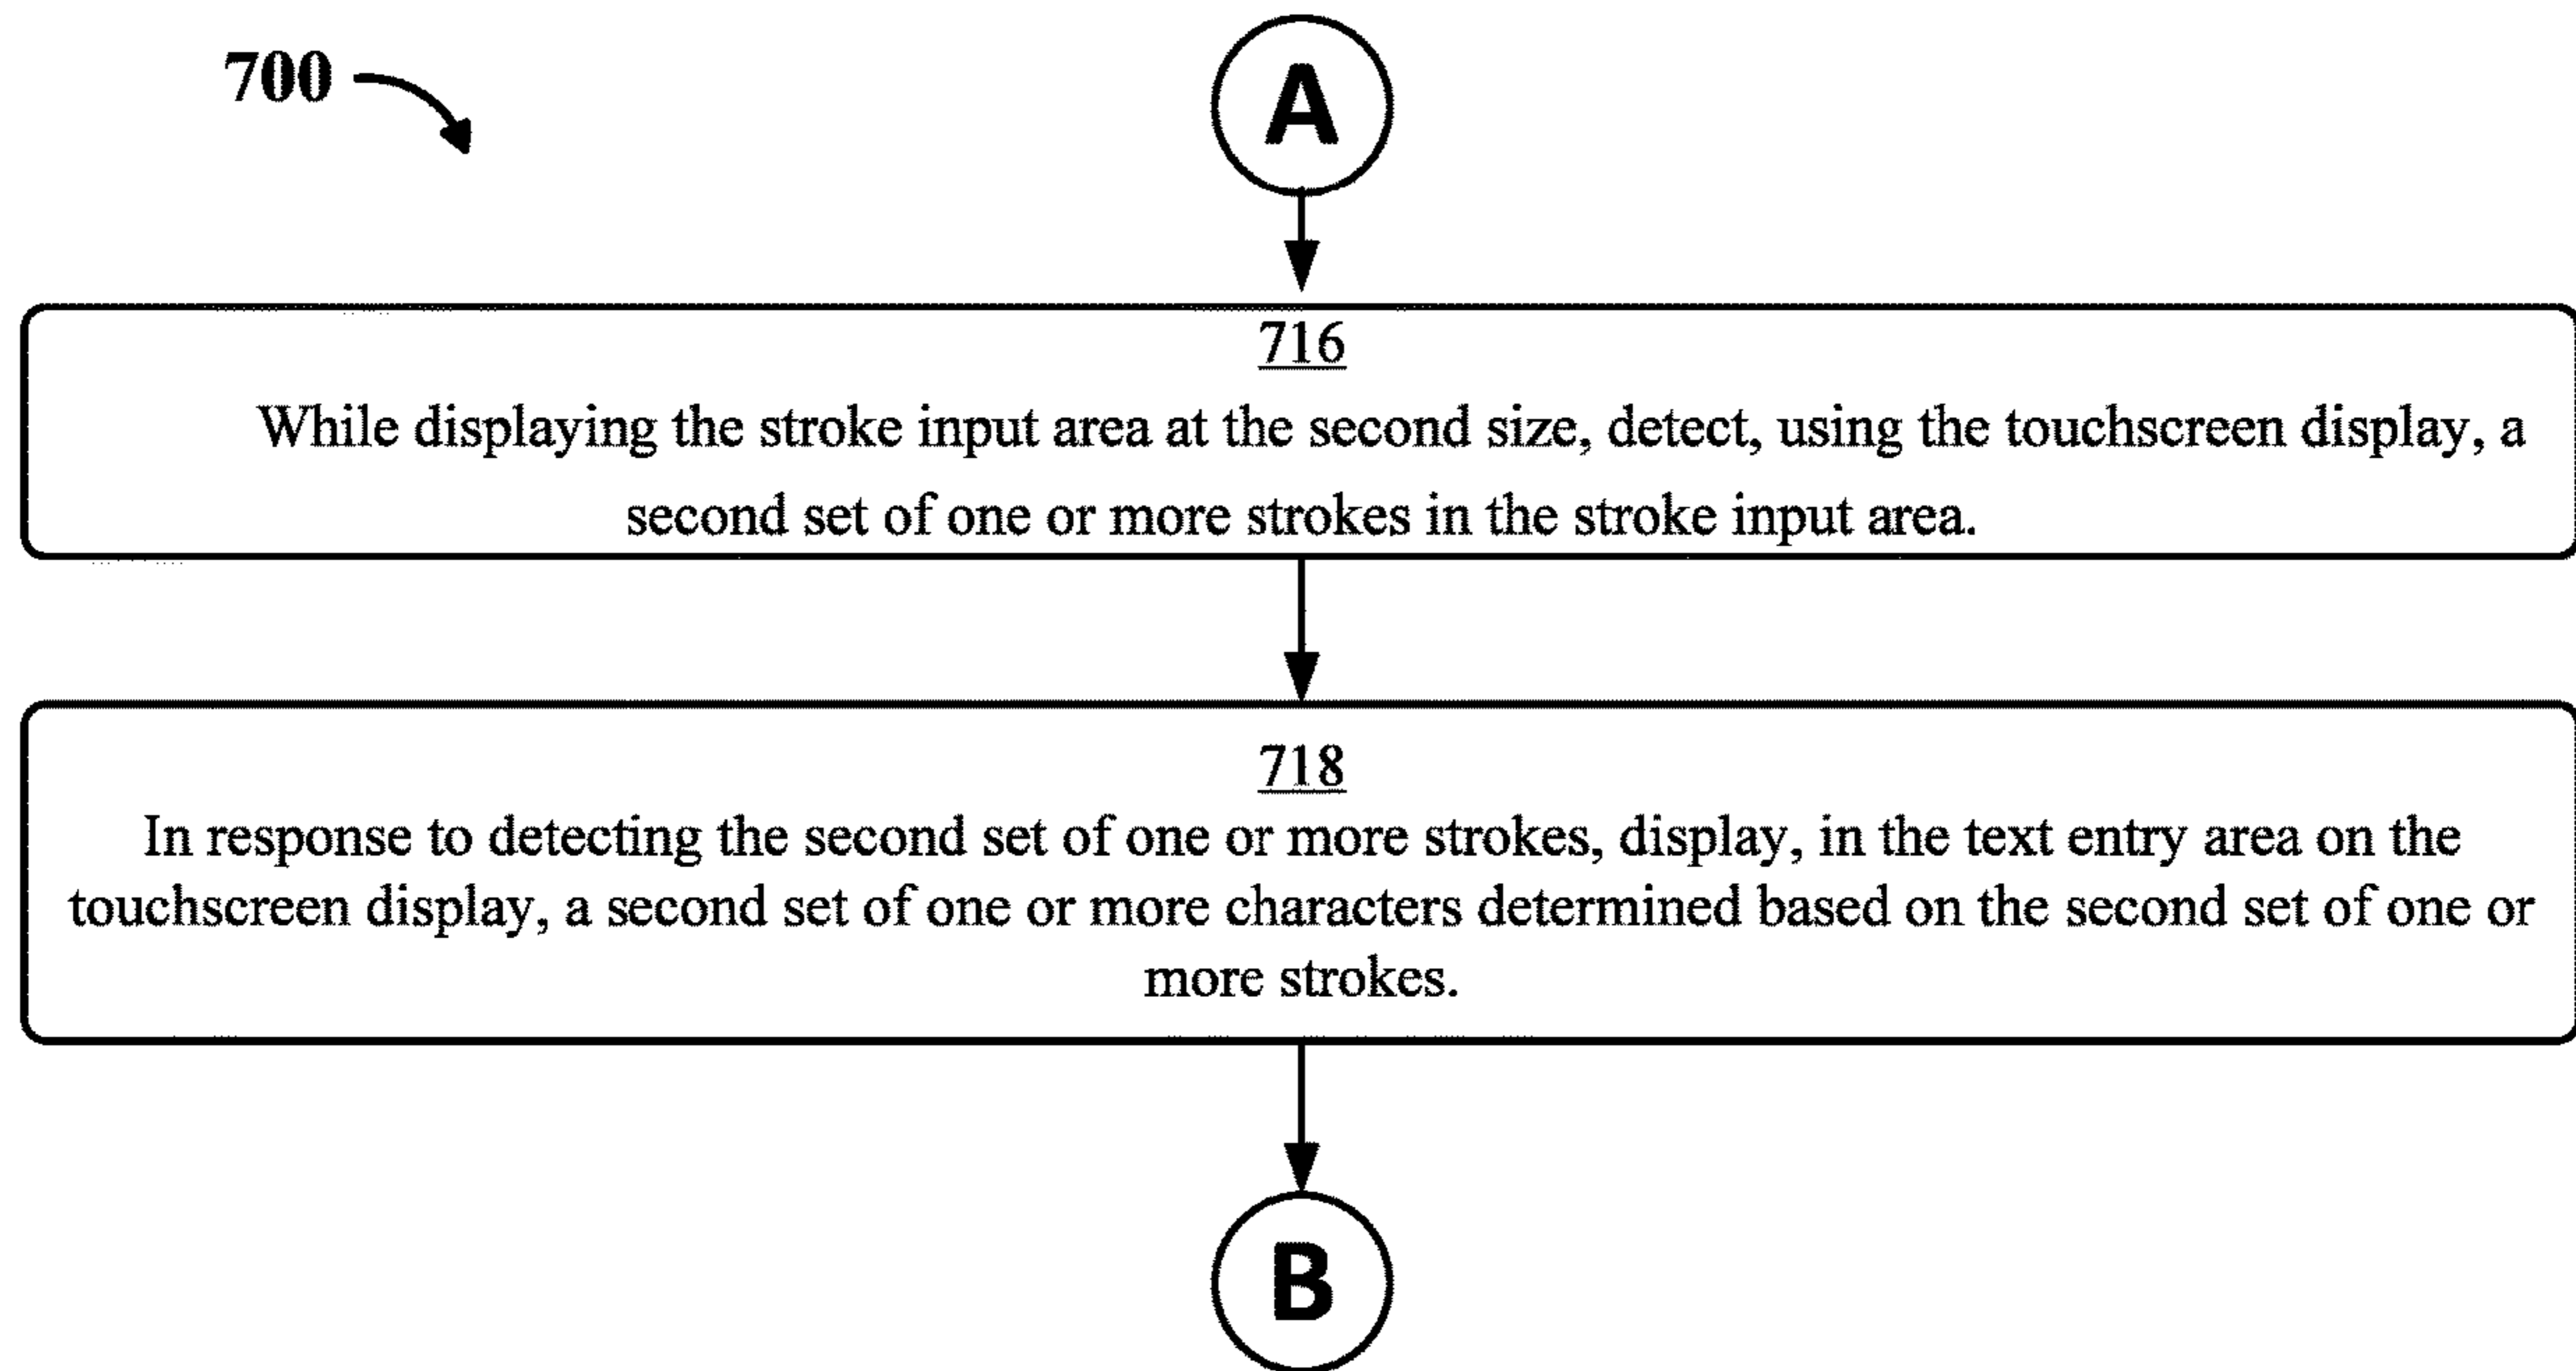 700
A
716
While displaying the stroke input area at the second size, detect, using the touchscreen display, a
second set of one or more strokes in the stroke input area.
718
In response to detecting the second set of one or more strokes, display, in the text entry area on the
touchscreen display, a second set of one or more characters determined based on the second set of one or
more strokes.
B